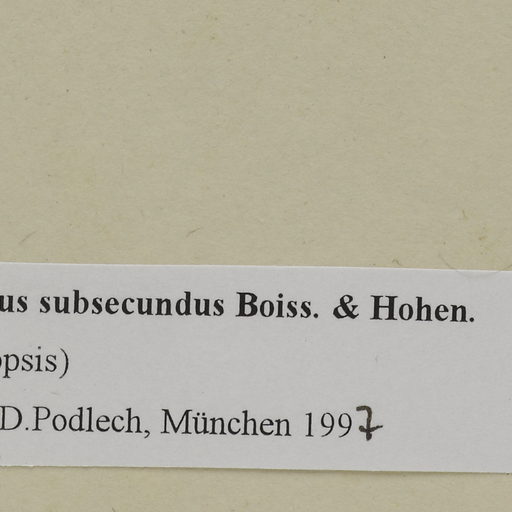 us subsecundus Boiss. & Hohen.
opsis)
D.Podlech, München 1997